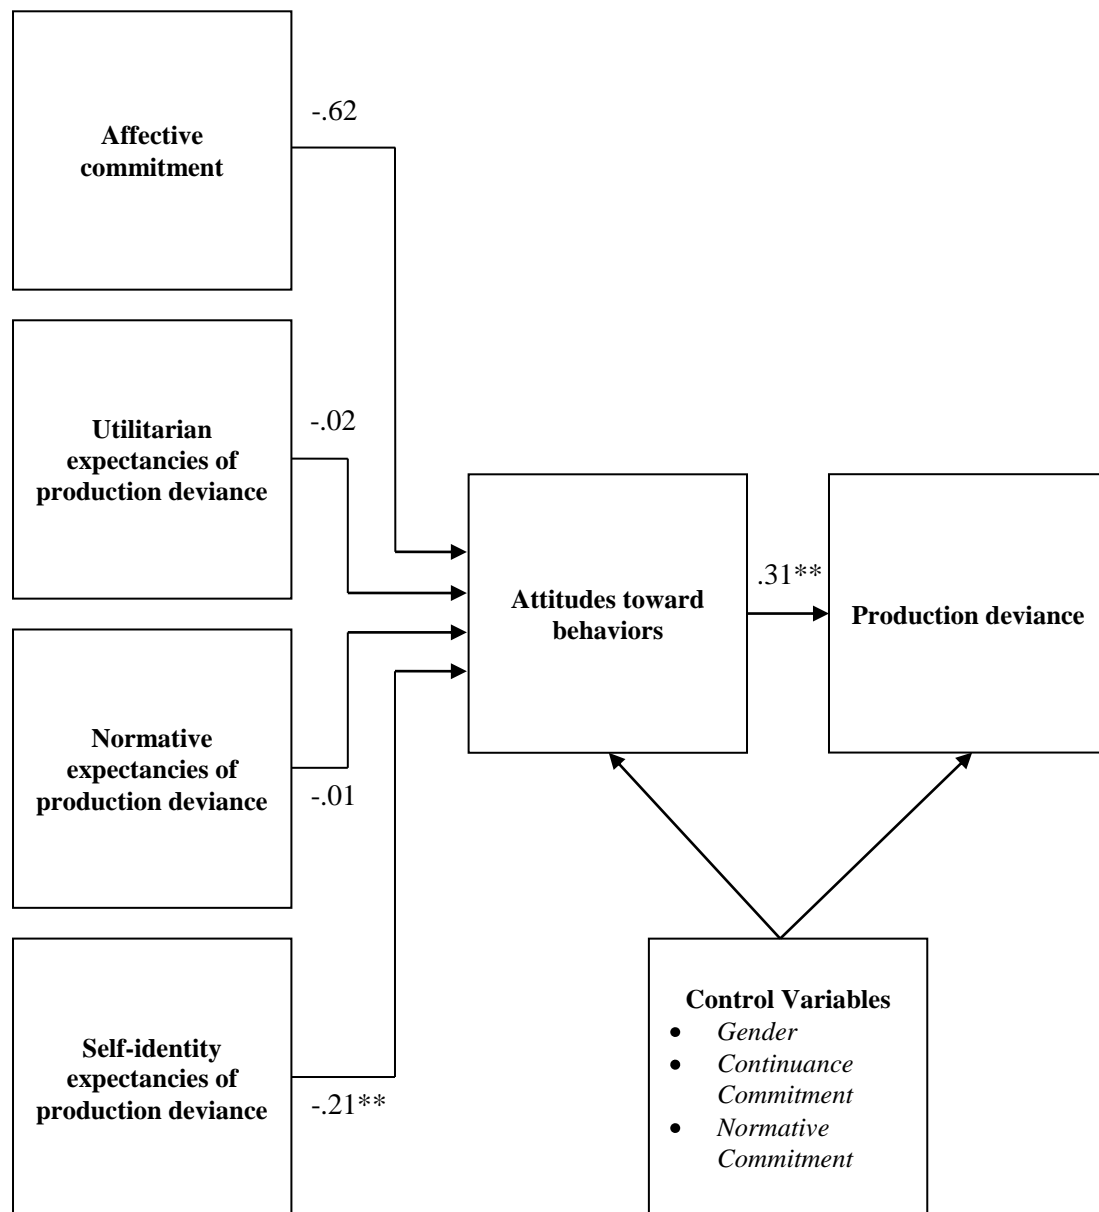 Affective
commitment
-.62
Utilitarian
expectancies of
production deviance
-.02
Normative
expectancies of
production deviance
-.01
Self-identity
expectancies of
production deviance
-.21**
Attitudes toward
behaviors
.31**
Production deviance
Control Variables
• Gender
• Continuance
Commitment
• Normative
Commitment